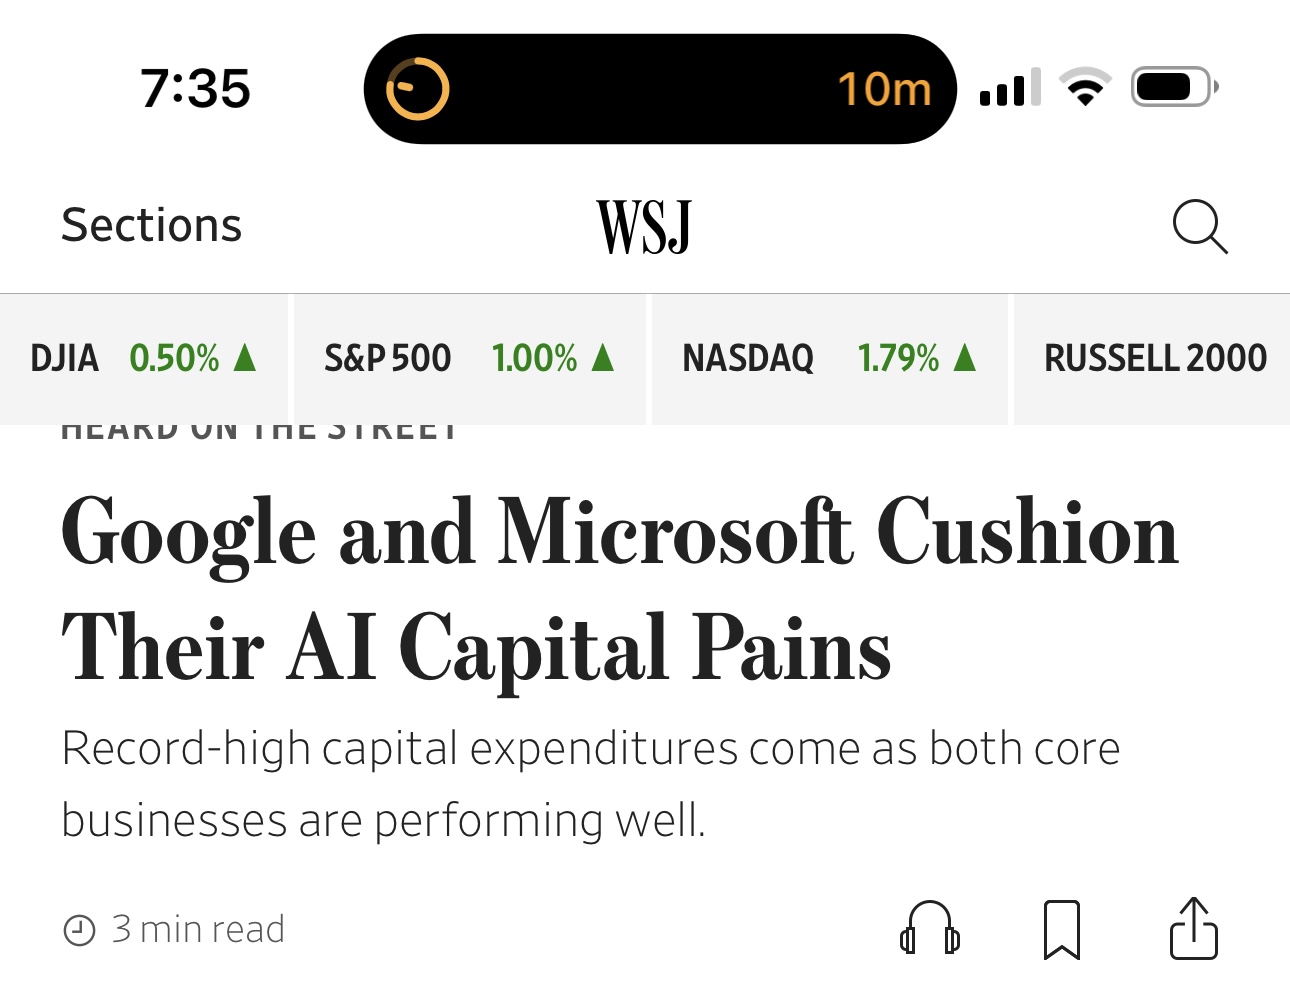 7:35 10m
Sections WSJ
DJIA 0.50% ▲ S&P 500 1.00% ▲ NASDAQ 1.79% ▲ RUSSELL 2000
HEARD ON THE STREET
Google and Microsoft Cushion
Their AI Capital Pains
Record-high capital expenditures come as both core
businesses are performing well.
3 min read